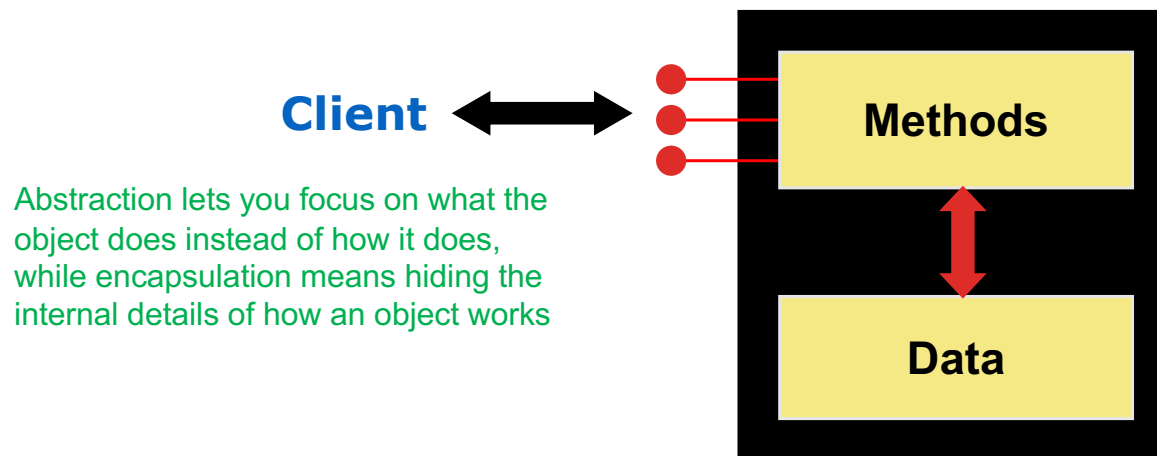 Client
Methods
Abstraction lets you focus on what the
object does instead of how it does,
while encapsulation means hiding the
internal details of how an object works
Data